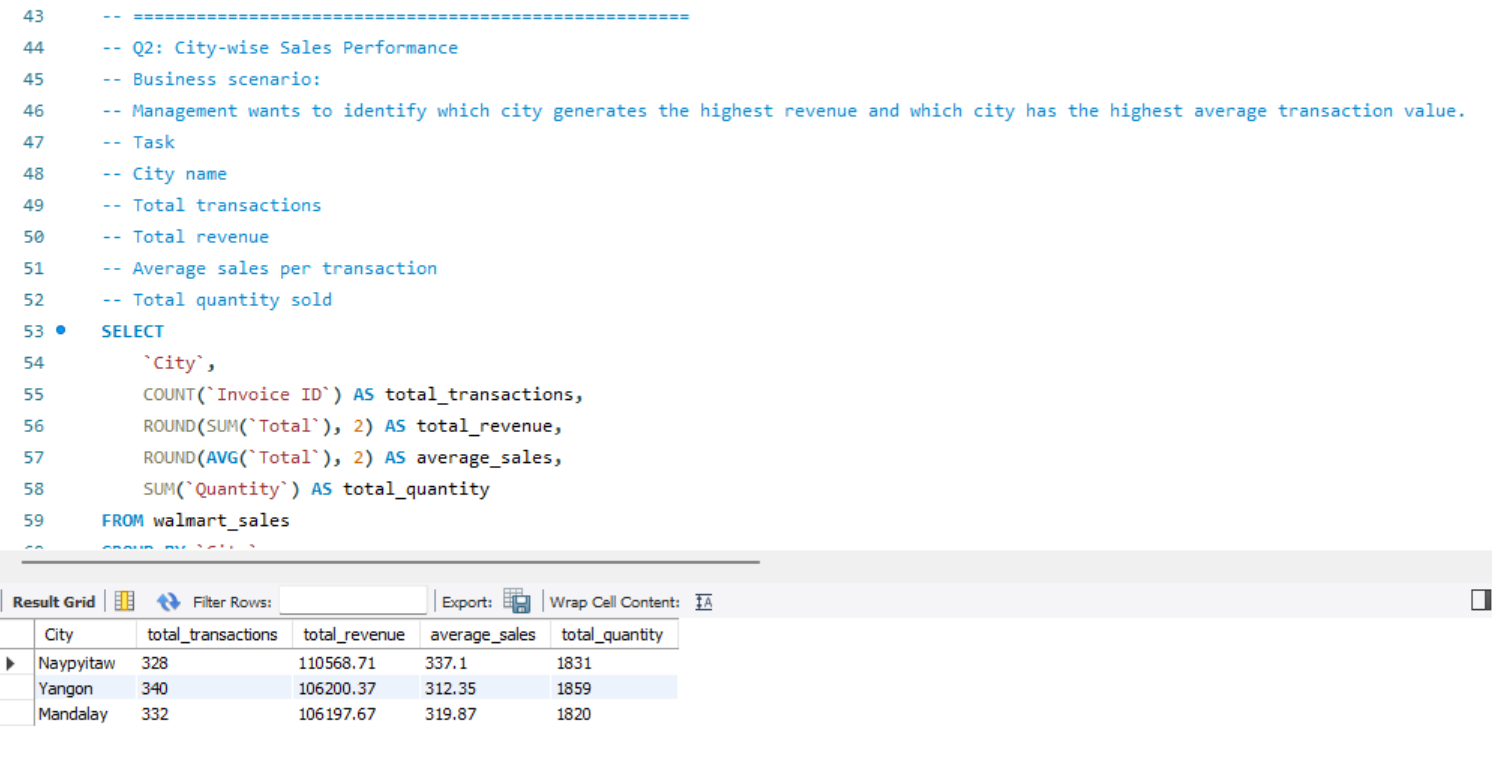 43 -- =====================================================
44 -- Q2: City-wise Sales Performance
45 -- Business scenario:
46 -- Management wants to identify which city generates the highest revenue and which city has the highest average transaction value.
47 -- Task
48 -- City name
49 -- Total transactions
50 -- Total revenue
51 -- Average sales per transaction
52 -- Total quantity sold
53 SELECT
54 `City`,
55 COUNT(`Invoice ID`) AS total_transactions,
56 ROUND(SUM(`Total`), 2) AS total_revenue,
57 ROUND(AVG(`Total`), 2) AS average_sales,
58 SUM(`Quantity`) AS total_quantity
59 FROM walmart_sales
Result Grid Filter Rows: Export: Wrap Cell Content:
City total_transactions total_revenue average_sales total_quantity
Naypyitaw 328 110568.71 337.1 1831
Yangon 340 106200.37 312.35 1859
Mandalay 332 106197.67 319.87 1820